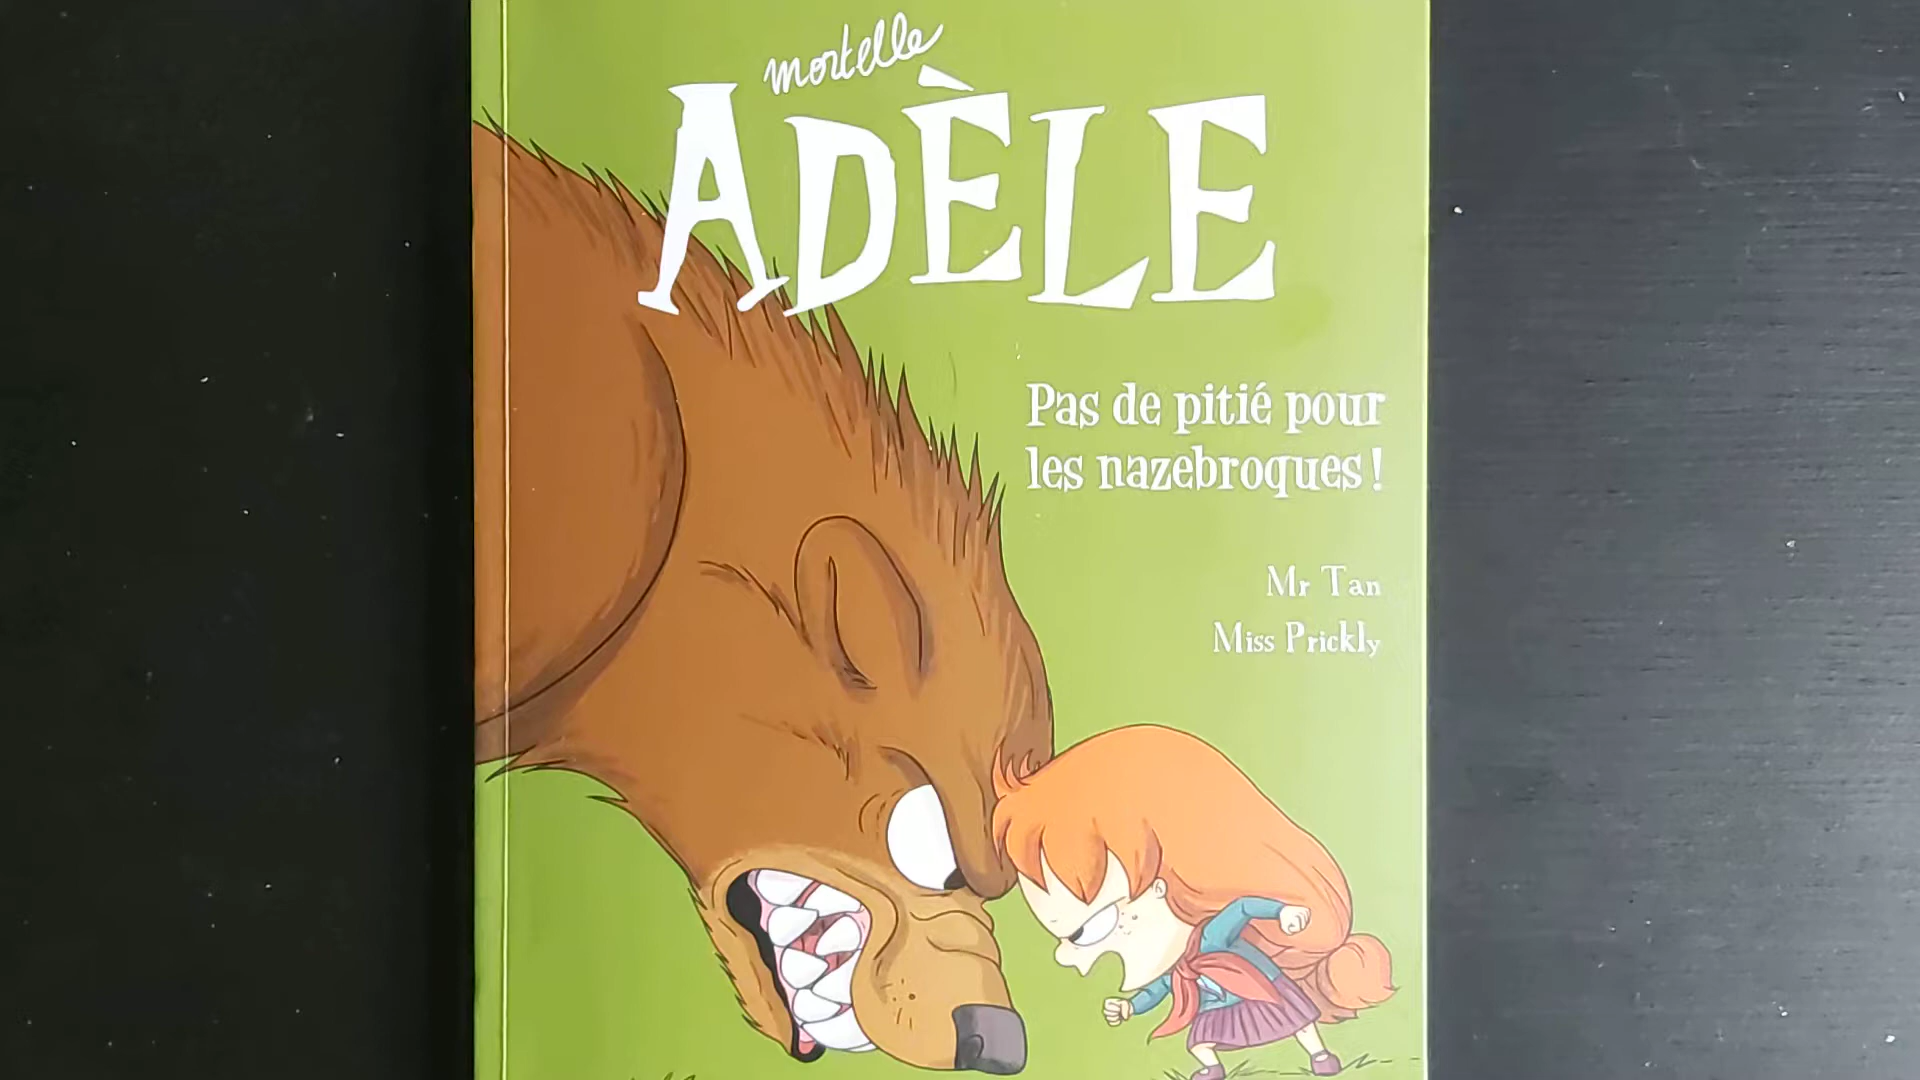 mortelle
ADÈLE
Pas de pitié pour
les nazebroques !
Mr Tan
Miss Prickly